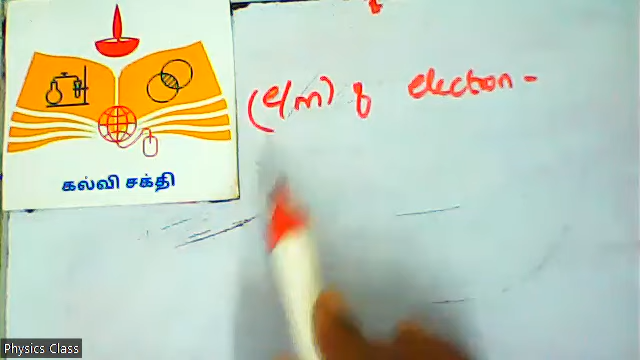 (e/m) of electron -
கல்வி சக்தி
Physics Class